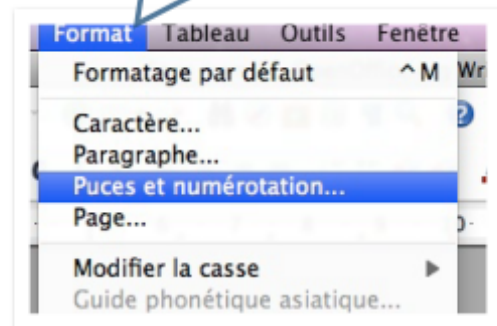 Format Tableau Outils Fenêtre
Formatage par défaut ^M Wr
Caractère...
Paragraphe...
Puces et numérotation...
Page...
Modifier la casse
Guide phonétique asiatique...